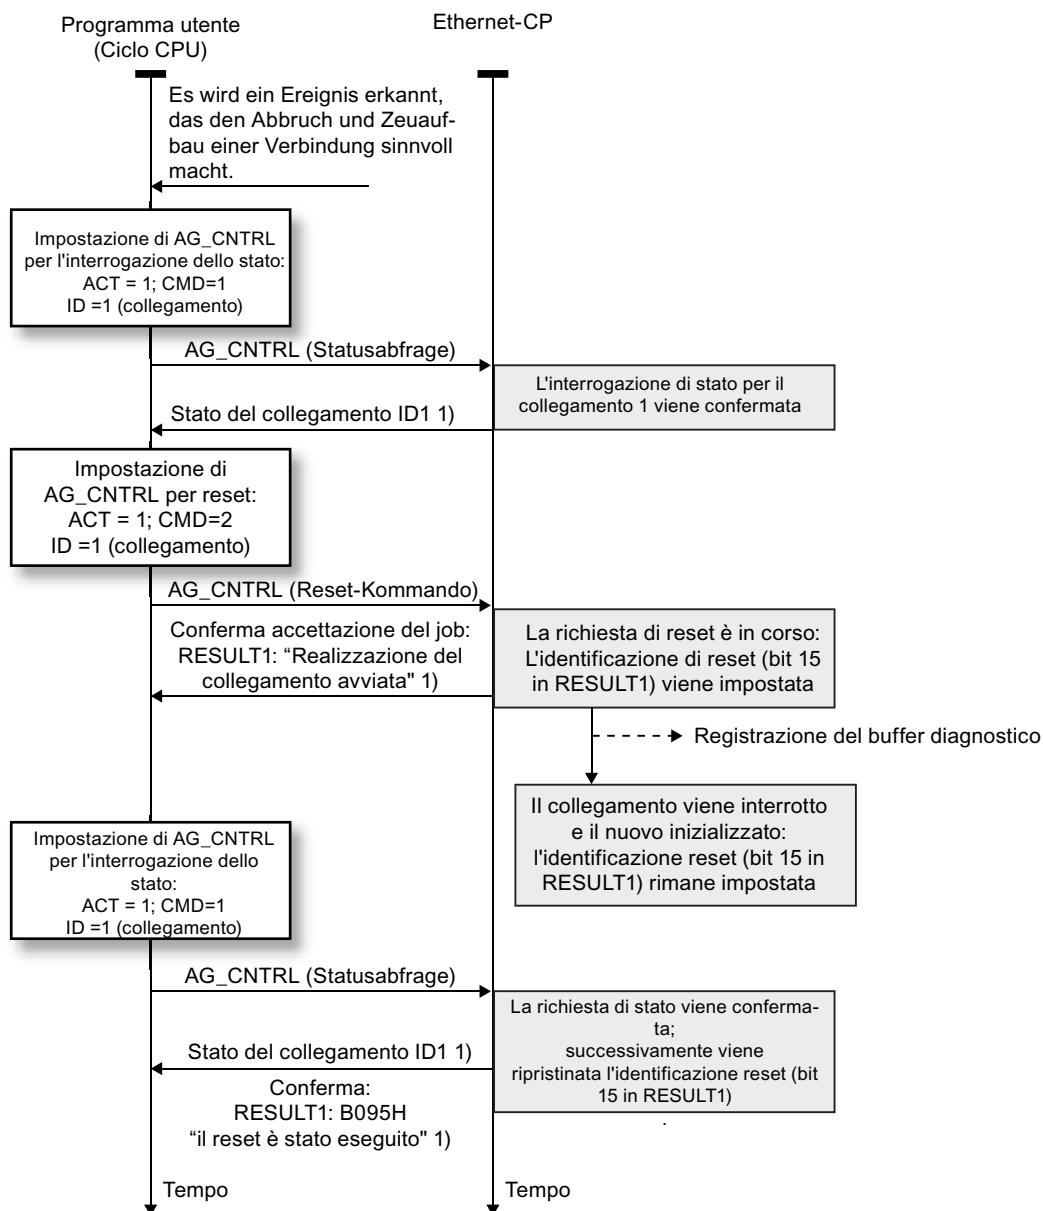 Programma utente
(Ciclo CPU)
Ethernet-CP
Es wird ein Ereignis erkannt,
das den Abbruch und Zeuauf-
bau einer Verbindung sinnvoll
macht.
Impostazione di AG_CNTRL
per l'interrogazione dello stato:
ACT = 1; CMD=1
ID =1 (collegamento)
AG_CNTRL (Statusabfrage)
L'interrogazione di stato per il
collegamento 1 viene confermata
Stato del collegamento ID1 1)
Impostazione di
AG_CNTRL per reset:
ACT = 1; CMD=2
ID =1 (collegamento)
AG_CNTRL (Reset-Kommando)
Conferma accettazione del job:
RESULT1: “Realizzazione del
collegamento avviata" 1)
La richiesta di reset è in corso:
L'identificazione di reset (bit 15
in RESULT1) viene impostata
Registrazione del buffer diagnostico
Il collegamento viene interrotto
e il nuovo inizializzato:
l'identificazione reset (bit 15 in
RESULT1) rimane impostata
Impostazione di AG_CNTRL
per l'interrogazione dello
stato:
ACT = 1; CMD=1
ID =1 (collegamento)
AG_CNTRL (Statusabfrage)
La richiesta di stato viene conferma-
ta;
successivamente viene
ripristinata l'identificazione reset (bit
15 in RESULT1)
.
Stato del collegamento ID1 1)
Conferma:
RESULT1: B095H
“il reset è stato eseguito" 1)
Tempo
Tempo